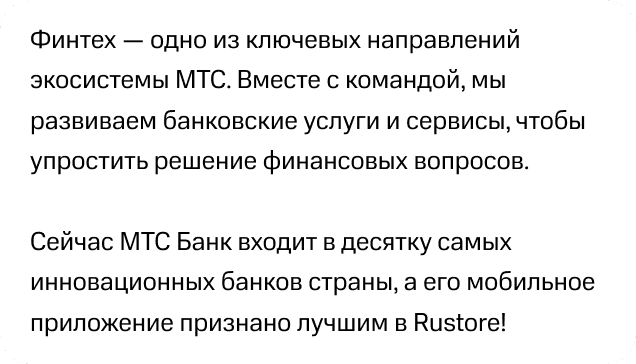 Финтех — одно из ключевых направлений
экосистемы МТС. Вместе с командой, мы
развиваем банковские услуги и сервисы, чтобы
упростить решение финансовых вопросов.
Сейчас МТС Банк входит в десятку самых
инновационных банков страны, а его мобильное
приложение признано лучшим в Rustore!